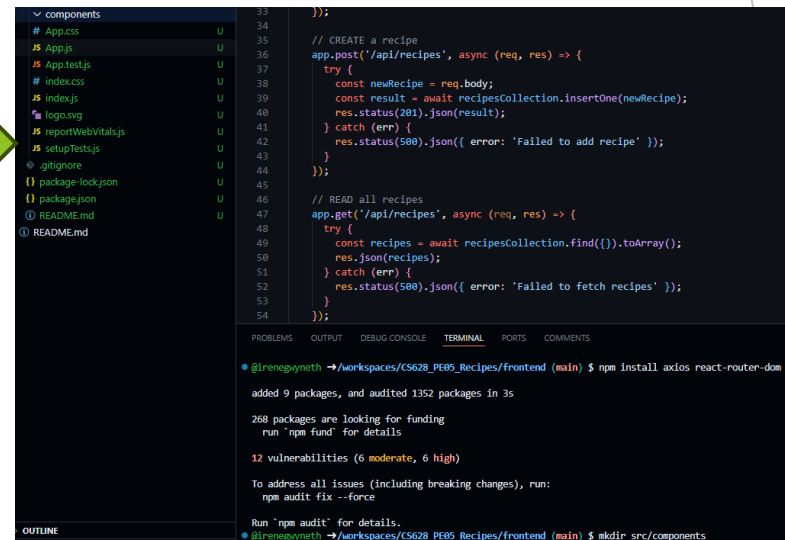 components
# App.css U
JS App.js U
JS App.test.js U
# index.css U
JS index.js U
logo.svg U
JS reportWebVitals.js U
JS setupTests.js U
.gitignore U
{} package-lock.json U
{} package.json U
README.md U
README.md
OUTLINE
33 });
34
35 // CREATE a recipe
36 app.post('/api/recipes', async (req, res) => {
37 try {
38 const newRecipe = req.body;
39 const result = await recipesCollection.insertOne(newRecipe);
40 res.status(201).json(result);
41 } catch (err) {
42 res.status(500).json({ error: 'Failed to add recipe' });
43 }
44 });
45
46 // READ all recipes
47 app.get('/api/recipes', async (req, res) => {
48 try {
49 const recipes = await recipesCollection.find({}).toArray();
50 res.json(recipes);
51 } catch (err) {
52 res.status(500).json({ error: 'Failed to fetch recipes' });
53 }
54 });
PROBLEMS OUTPUT DEBUG CONSOLE TERMINAL PORTS COMMENTS
@irenegwyneth ➜/workspaces/CS628_PE05_Recipes/frontend (main) $ npm install axios react-router-dom
added 9 packages, and audited 1352 packages in 3s
268 packages are looking for funding
run `npm fund` for details
12 vulnerabilities (6 moderate, 6 high)
To address all issues (including breaking changes), run:
npm audit fix --force
Run `npm audit` for details.
@irenegwyneth ➜/workspaces/CS628_PE05_Recipes/frontend (main) $ mkdir src/components